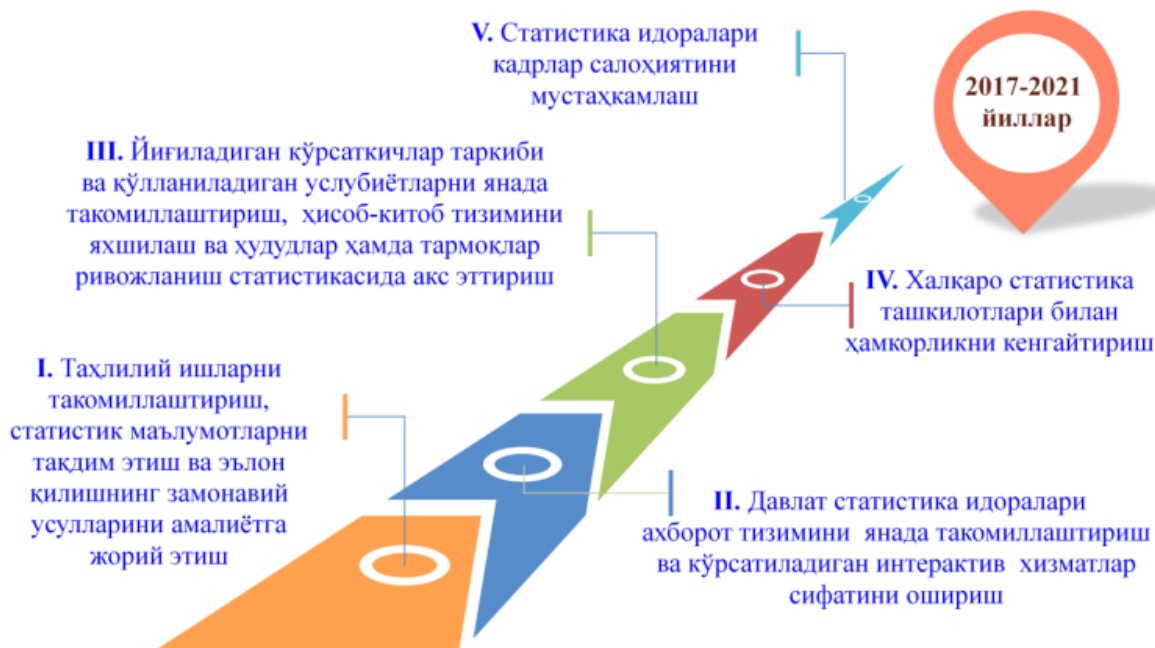 V. Статистика идоралари
кадрлар салоҳиятини
мустаҳкамлаш
2017-2021
йиллар
III. Йиғиладиган кўрсаткичлар таркиби
ва қўлланиладиган услубиётларни янада
такомиллаштириш, ҳисоб-китоб тизимини
яхшилаш ва ҳудудлар ҳамда тармоқлар
ривожланиш статистикасида акс эттириш
IV. Халқаро статистика
ташкилотлари билан
ҳамкорликни кенгайтириш
I. Таҳлилий ишларни
такомиллаштириш,
статистик маълумотларни
тақдим этиш ва эълон
қилишнинг замонавий
усулларини амалиётга
жорий этиш
II. Давлат статистика идоралари
ахборот тизимини янада такомиллаштириш
ва кўрсатиладиган интерактив хизматлар
сифатини ошириш